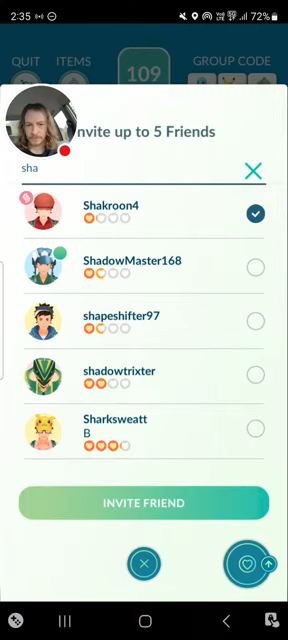 2:35
72%
QUIT
ITEMS
109
GROUP CODE
nvite up to 5 Friends
sha
Shakroon4
ShadowMaster168
shapeshifter97
shadowtrixter
Sharksweatt
B
INVITE FRIEND